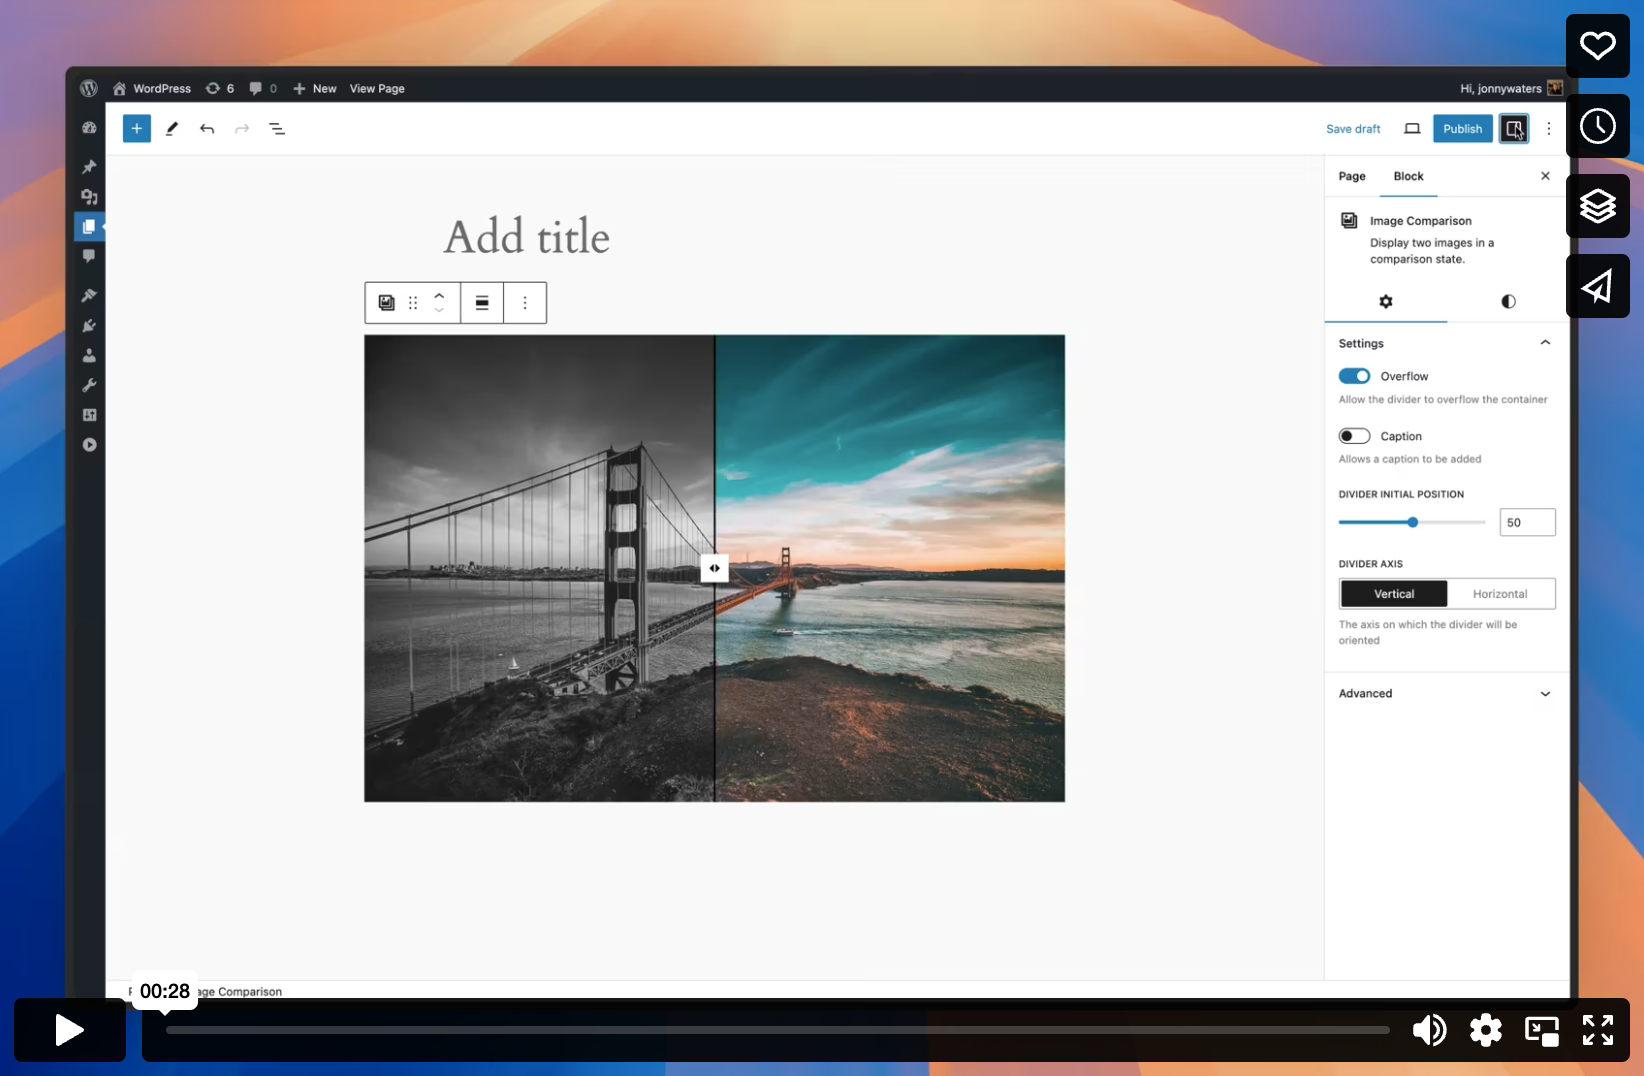 WordPress 6 0 New View Page
Hi, jonnywaters
Save draft
Publish
Page Block
Add title
Image Comparison
Display two images in a
comparison state.
Settings
Overflow
Allow the divider to overflow the container
Caption
Allows a caption to be added
DIVIDER INITIAL POSITION
50
DIVIDER AXIS
Vertical Horizontal
The axis on which the divider will be
oriented
Advanced
00:28
Comparison